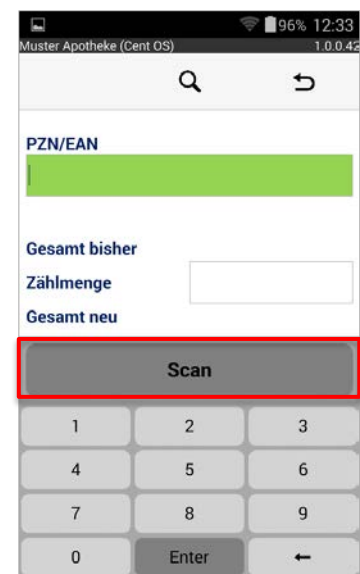 96% 12:33
Muster Apotheke (Cent OS) 1.0.0.42
PZN/EAN
Gesamt bisher
Zählmenge
Gesamt neu
Scan
1 2 3
4 5 6
7 8 9
0 Enter ←